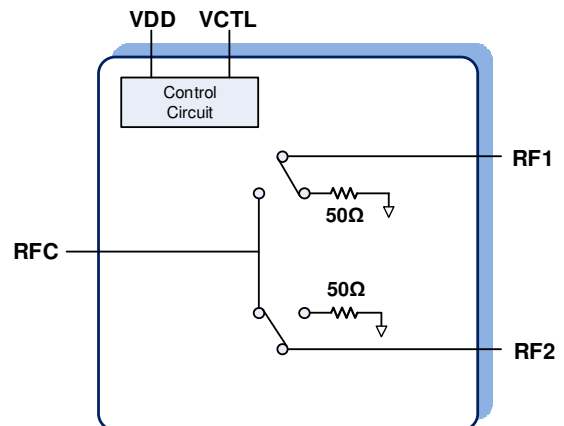 VDD VCTL
Control
Circuit
RF1
50Ω
RFC
50Ω
RF2